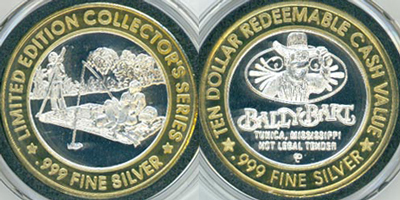 LIMITED EDITION COLLECTOR'S SERIES
.999 FINE SILVER
TEN DOLLAR REDEEMABLE CASH VALUE
BALLY BART
TUNICA, MISSISSIPPI
NOT LEGAL TENDER
.999 FINE SILVER